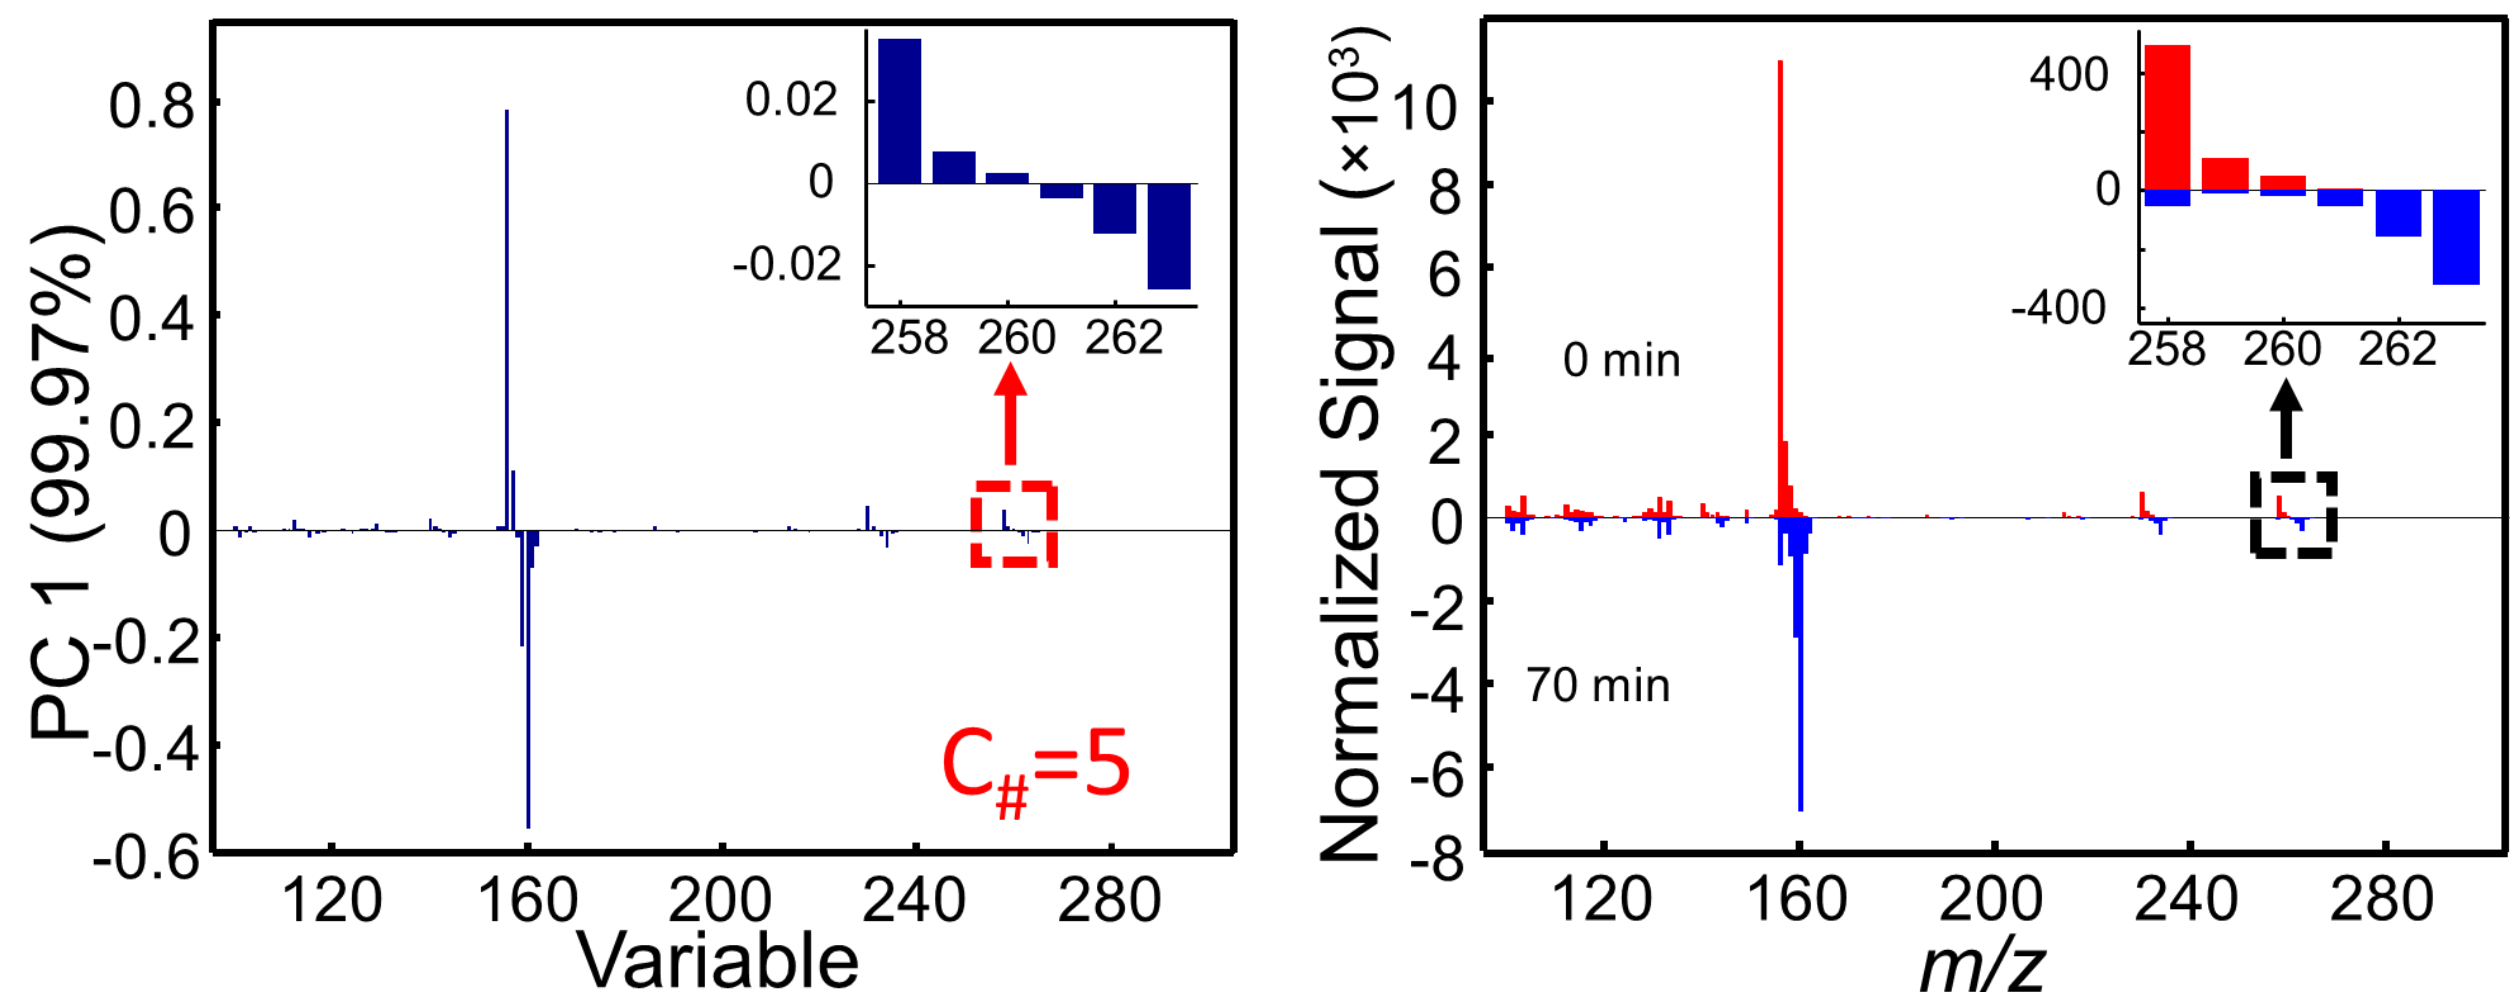 PC 1 (99.97%)
0.8
0.6
0.4
0.2
0
-0.2
-0.4
-0.6
120 160 200 240 280
Variable
0.02
0
-0.02
258 260 262
C#=5
Normalized Signal (×10³)
10
8
6
4
2
0
-2
-4
-6
-8
120 160 200 240 280
m/z
0 min
70 min
400
0
-400
258 260 262